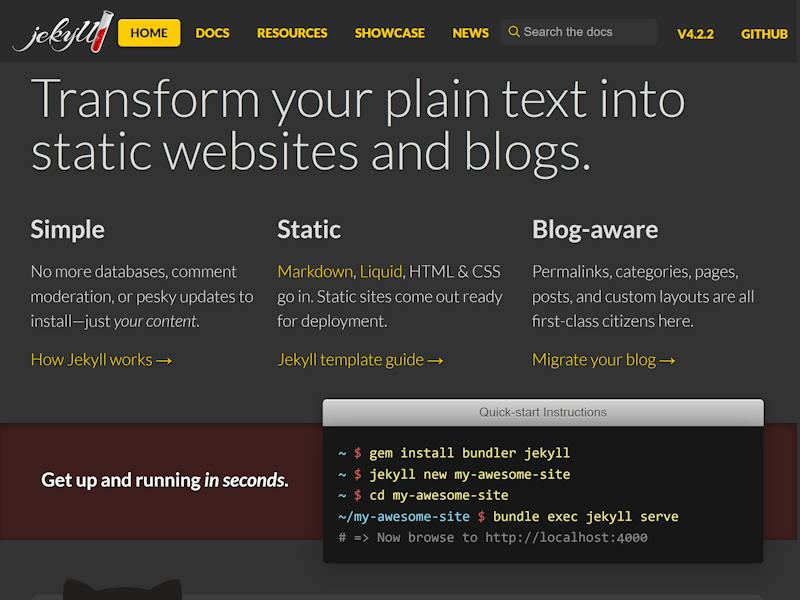 jekyll HOME DOCS RESOURCES SHOWCASE NEWS Search the docs V4.2.2 GITHUB
Transform your plain text into
static websites and blogs.
Simple
No more databases, comment
moderation, or pesky updates to
install—just your content.
How Jekyll works →
Static
Markdown, Liquid, HTML & CSS
go in. Static sites come out ready
for deployment.
Jekyll template guide →
Blog-aware
Permalinks, categories, pages,
posts, and custom layouts are all
first-class citizens here.
Migrate your blog →
Get up and running in seconds.
Quick-start Instructions
~ $ gem install bundler jekyll
~ $ jekyll new my-awesome-site
~ $ cd my-awesome-site
~/my-awesome-site $ bundle exec jekyll serve
# => Now browse to http://localhost:4000